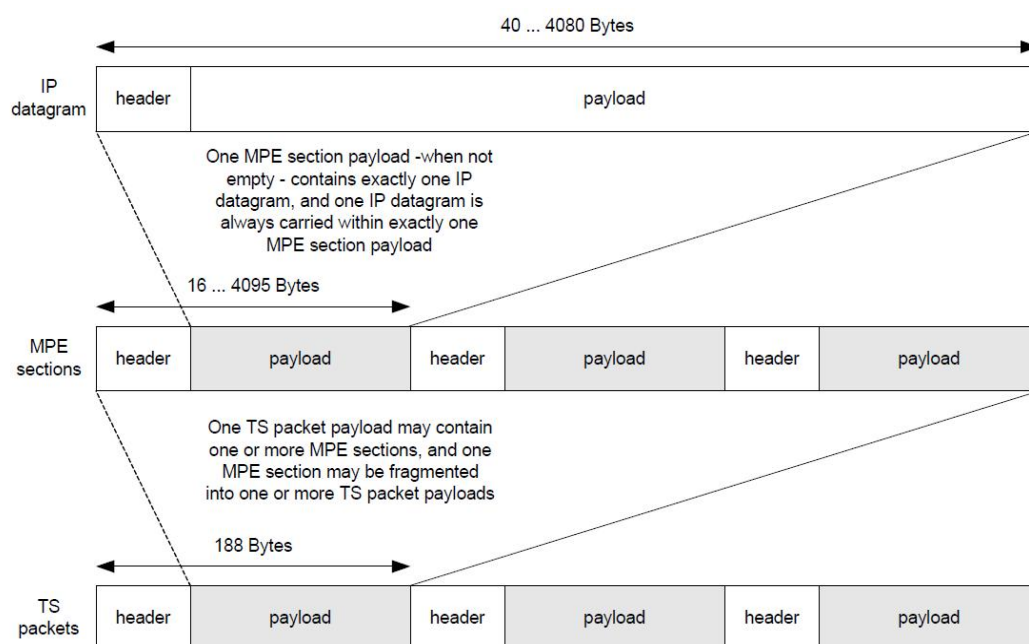 40 ... 4080 Bytes
IP
datagram
header
payload
One MPE section payload -when not
empty - contains exactly one IP
datagram, and one IP datagram is
always carried within exactly one
MPE section payload
16 ... 4095 Bytes
MPE
sections
header
payload
header
payload
header
payload
One TS packet payload may contain
one or more MPE sections, and one
MPE section may be fragmented
into one or more TS packet payloads
188 Bytes
TS
packets
header
payload
header
payload
header
payload